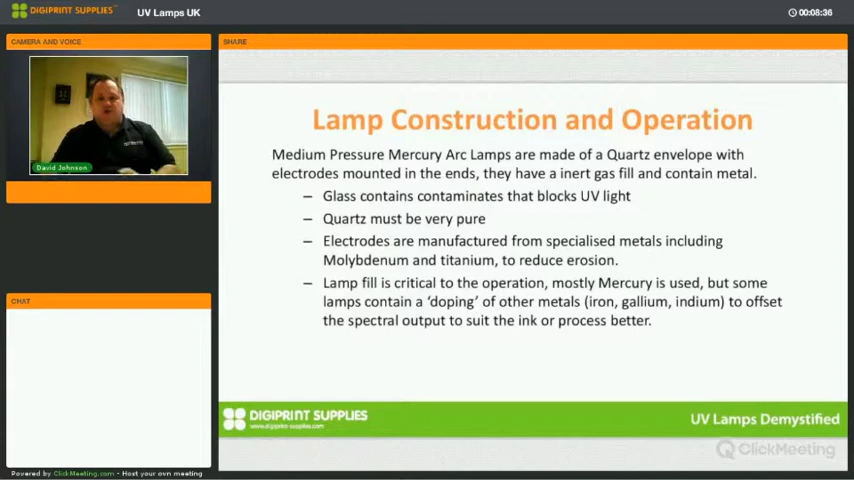 DIGIPRINT SUPPLIES™
UV Lamps UK
00:08:36
CAMERA AND VOICE
SHARE
David Johnson
CHAT
Lamp Construction and Operation
Medium Pressure Mercury Arc Lamps are made of a Quartz envelope with
electrodes mounted in the ends, they have a inert gas fill and contain metal.
– Glass contains contaminates that blocks UV light
– Quartz must be very pure
– Electrodes are manufactured from specialised metals including
Molybdenum and titanium, to reduce erosion.
– Lamp fill is critical to the operation, mostly Mercury is used, but some
lamps contain a ‘doping’ of other metals (iron, gallium, indium) to offset
the spectral output to suit the ink or process better.
DIGIPRINT SUPPLIES
www.digiprint-supplies.com
UV Lamps Demystified
ClickMeeting
Powered by ClickMeeting.com - Host your own meeting